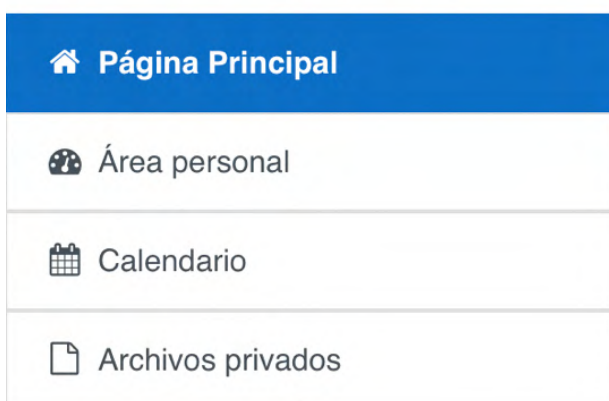 Página Principal
Área personal
Calendario
Archivos privados